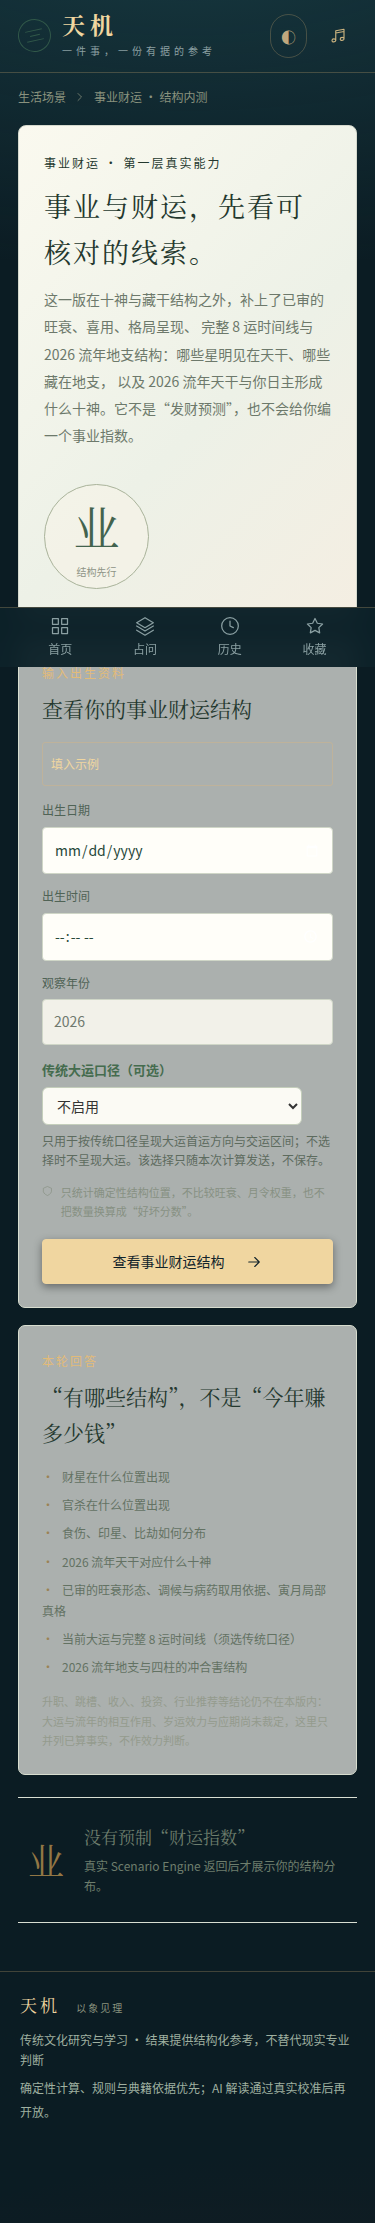 天机
一件事，一份有据的参考
生活场景 > 事业财运 · 结构内测
事业财运 · 第一层真实能力
事业与财运，先看可
核对的线索。
这一版在十神与藏干结构之外，补上了已审的
旺衰、喜用、格局呈现、 完整 8 运时间线与
2026 流年地支结构：哪些星明见在天干、哪些
藏在地支， 以及 2026 流年天干与你日主形成
什么十神。它不是“发财预测”，也不会给你编
一个事业指数。
业
结构先行
首页
占问
历史
收藏
输入出生资料
查看你的事业财运结构
填入示例
出生日期
mm/dd/yyyy
出生时间
--:-- --
观察年份
2026
传统大运口径（可选）
不启用
只用于按传统口径呈现大运首运方向与交运区间；不选
择时不呈现大运。该选择只随本次计算发送，不保存。
只统计确定性结构位置，不比较旺衰、月令权重，也不
把数量换算成“好坏分数”。
查看事业财运结构 →
本轮回答
“有哪些结构”，不是“今年赚
多少钱”
· 财星在什么位置出现
· 官杀在什么位置出现
· 食伤、印星、比劫如何分布
· 2026 流年天干对应什么十神
· 已审的旺衰形态、调候与病药取用依据、寅月局部
真格
· 当前大运与完整 8 运时间线（须选传统口径）
· 2026 流年地支与四柱的冲合害结构
升职、跳槽、收入、投资、行业推荐等结论仍不在本版内：
大运与流年的相互作用、岁运效力与应期尚未裁定，这里只
并列已算事实，不作效力判断。
业
没有预制“财运指数”
真实 Scenario Engine 返回后才展示你的结构分
布。
天机 以象见理
传统文化研究与学习 · 结果提供结构化参考，不替代现实专业
判断
确定性计算、规则与典籍依据优先；AI 解读通过真实校准后再
开放。